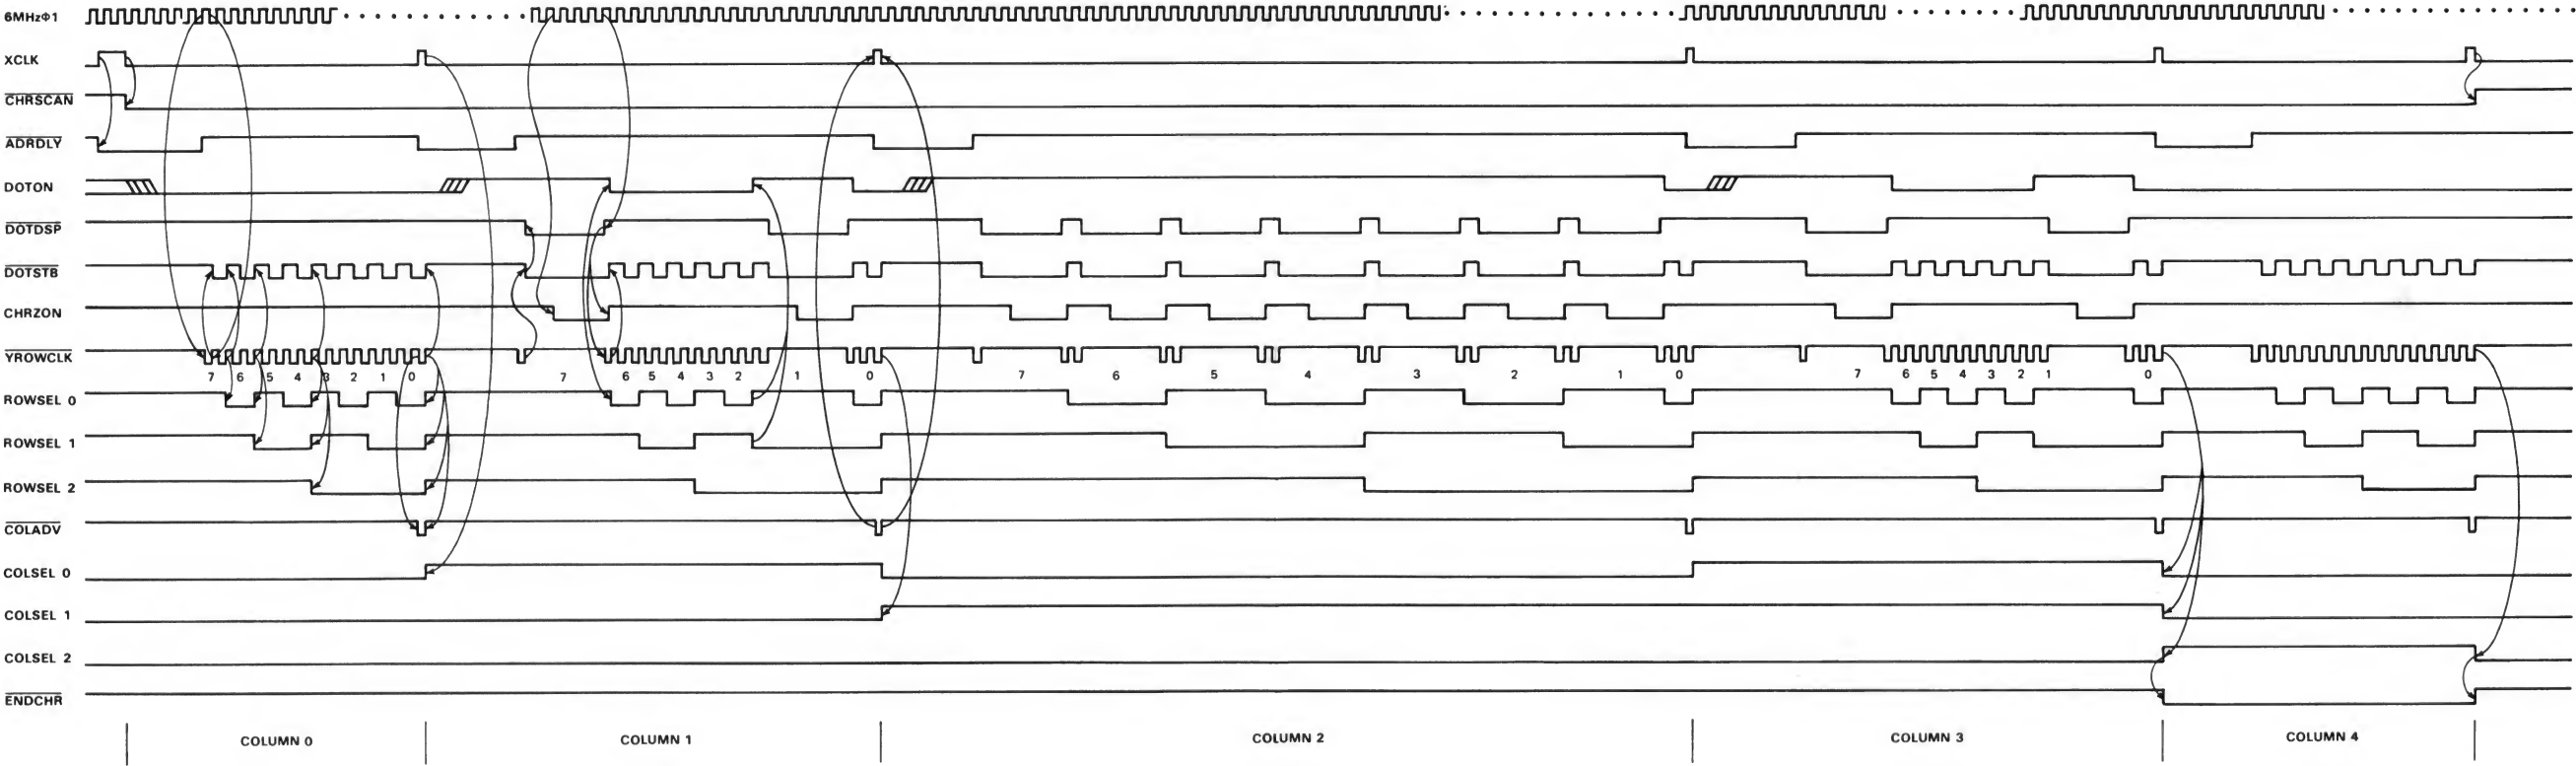 6MHzΦ1
XCLK
CHRSCAN
ADRDLY
DOTON
DOTDSP
DOTSTB
CHRZON
YROWCLK
7 6 5 4 3 2 1 0 7 6 5 4 3 2 1 0 7 6 5 4 3 2 1 0 7 6 5 4 3 2 1 0
ROWSEL 0
ROWSEL 1
ROWSEL 2
COLADV
COLSEL 0
COLSEL 1
COLSEL 2
ENDCHR
COLUMN 0 COLUMN 1 COLUMN 2 COLUMN 3 COLUMN 4